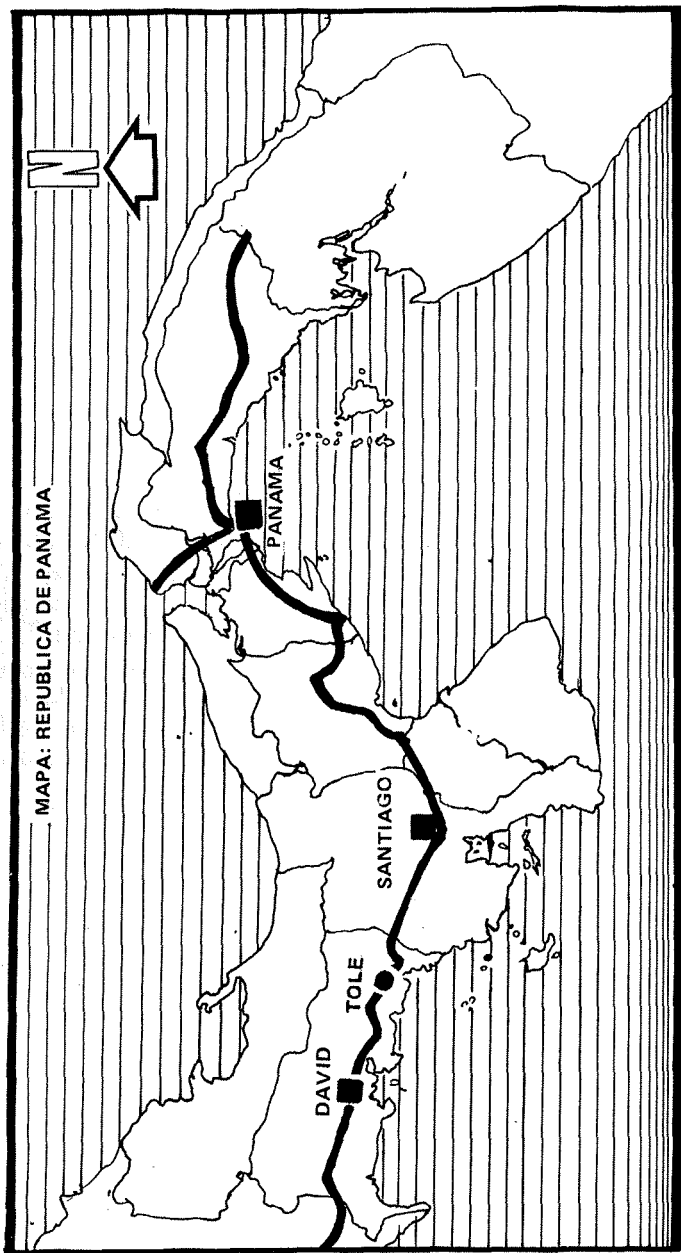 MAPA: REPUBLICA DE PANAMA
N
PANAMA
SANTIAGO
TOLE
DAVID